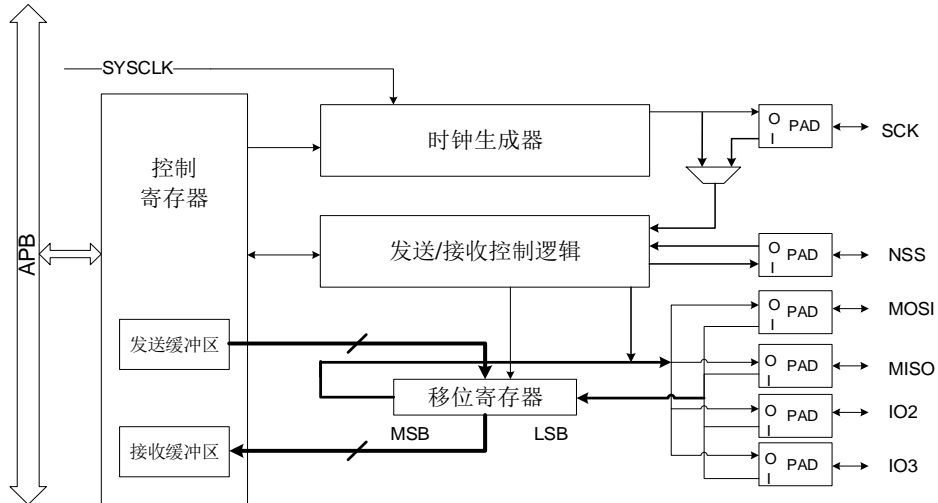 SYSCLK
APB
控制
寄存器
时钟生成器
O
I
PAD
SCK
发送/接收控制逻辑
O
I
PAD
NSS
O
I
PAD
MOSI
发送缓冲区
O
I
PAD
MISO
移位寄存器
MSB
LSB
O
I
PAD
IO2
接收缓冲区
O
I
PAD
IO3